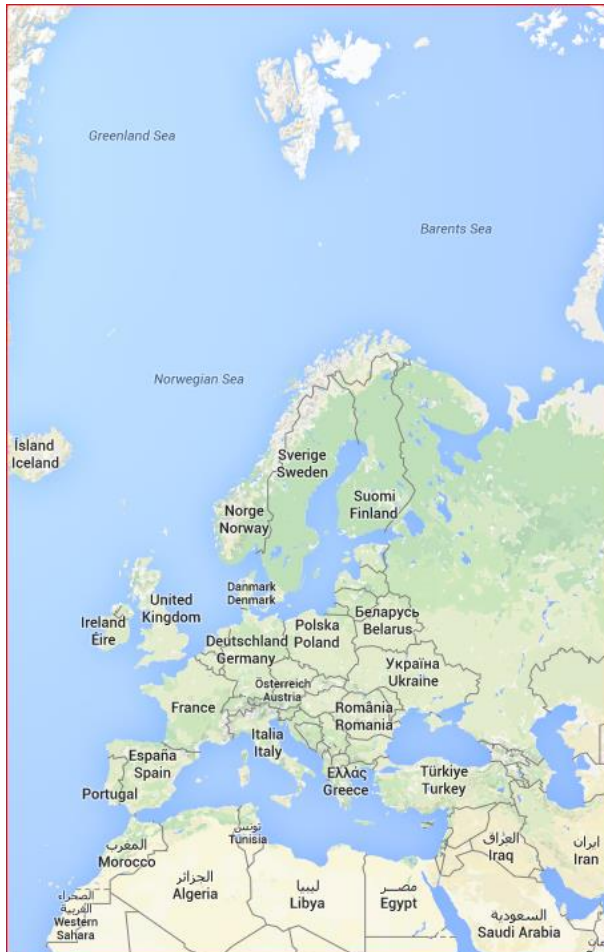 Greenland Sea
Barents Sea
Norwegian Sea
Ísland
Iceland
Sverige
Sweden
Suomi
Finland
Norge
Norway
Danmark
Denmark
United
Kingdom
Ireland
Éire
Беларусь
Belarus
Polska
Poland
Deutschland
Germany
Україна
Ukraine
Österreich
Austria
France
România
Romania
Italia
Italy
España
Spain
Ελλάς
Greece
Türkiye
Turkey
Portugal
تونس
Tunisia
المغرب
Morocco
العراق
Iraq
ایران
Iran
الجزائر
Algeria
ليبيا
Libya
مصر
Egypt
الصحراء
الغربية
Western
Sahara
السعودية
Saudi Arabia